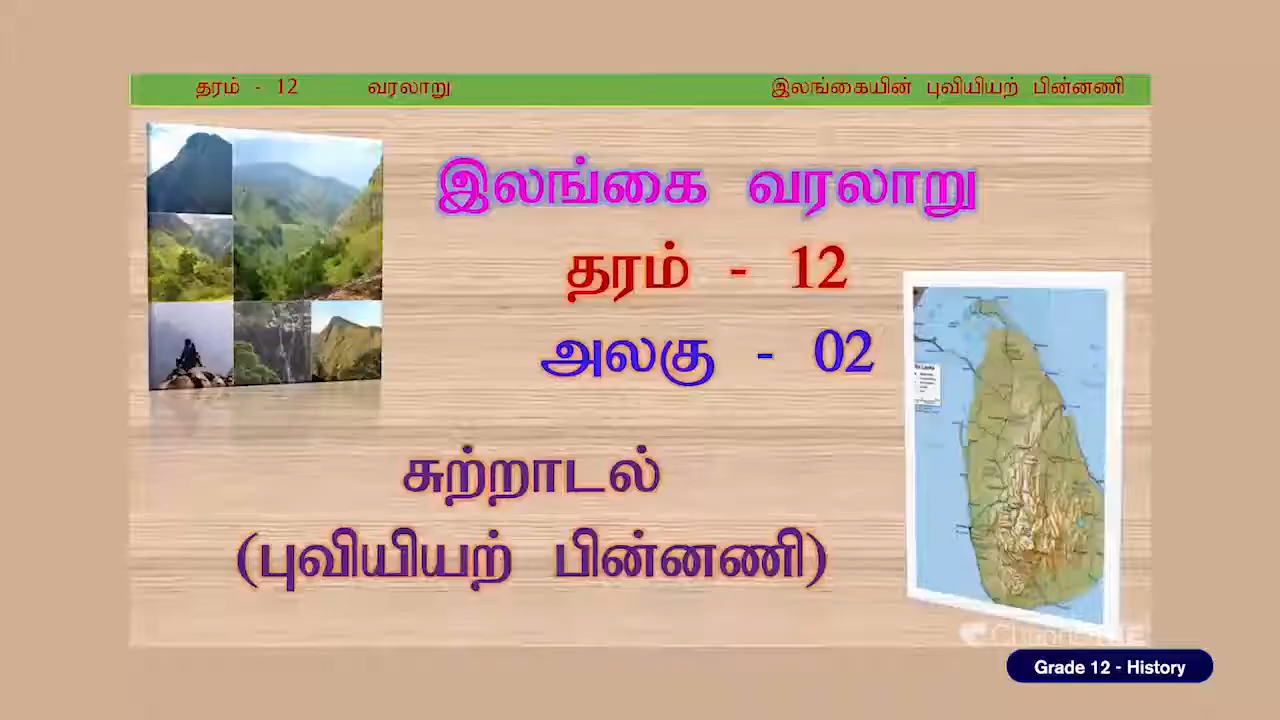 தரம் - 12 வரலாறு இலங்கையின் புவியியற் பின்னணி
இலங்கை வரலாறு
தரம் - 12
அலகு - 02
சுற்றாடல்
(புவியியற் பின்னணி)
Grade 12 - History